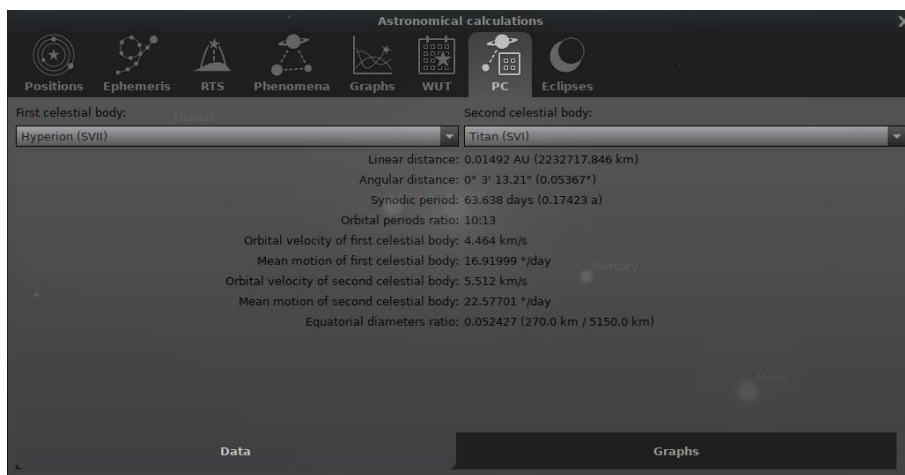 Astronomical calculations
Positions Ephemeris RTS Phenomena Graphs WUT PC Eclipses
First celestial body: Second celestial body:
Uranus
Hyperion (SVII) Titan (SVI)
Linear distance: 0.01492 AU (2232717.846 km)
Angular distance: 0° 3' 13.21" (0.05367°)
Synodic period: 63.638 days (0.17423 a)
Orbital periods ratio: 10:13
Orbital velocity of first celestial body: 4.464 km/s
Mean motion of first celestial body: 16.91999 °/day
Mercury
Orbital velocity of second celestial body: 5.512 km/s
Mean motion of second celestial body: 22.57701 °/day
Equatorial diameters ratio: 0.052427 (270.0 km / 5150.0 km)
Moon
Data Graphs